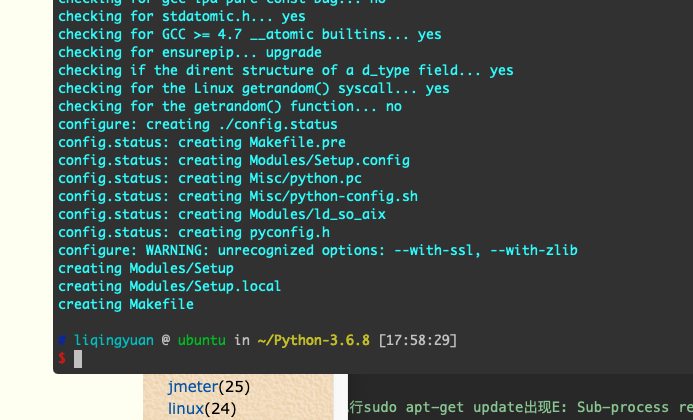 checking for gcc ipa-pure-const bug... no
checking for stdatomic.h... yes
checking for GCC >= 4.7 __atomic builtins... yes
checking for ensurepip... upgrade
checking if the dirent structure of a d_type field... yes
checking for the Linux getrandom() syscall... yes
checking for the getrandom() function... no
configure: creating ./config.status
config.status: creating Makefile.pre
config.status: creating Modules/Setup.config
config.status: creating Misc/python.pc
config.status: creating Misc/python-config.sh
config.status: creating Modules/ld_so_aix
config.status: creating pyconfig.h
configure: WARNING: unrecognized options: --with-ssl, --with-zlib
creating Modules/Setup
creating Modules/Setup.local
creating Makefile
# liqingyuan @ ubuntu in ~/Python-3.6.8 [17:58:29]
$
jmeter(25)
行sudo apt-get update出现E: Sub-process re
linux(24)